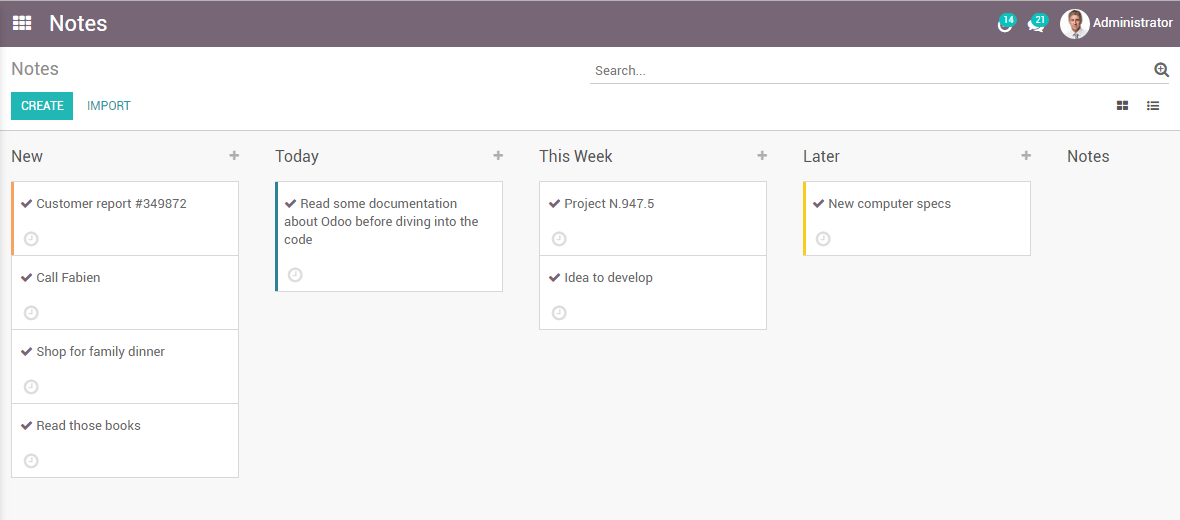 Notes
14
21
Administrator
Notes
Search...
CREATE
IMPORT
New
Today
This Week
Later
Notes
Customer report #349872
Call Fabien
Shop for family dinner
Read those books
Read some documentation
about Odoo before diving into the
code
Project N.947.5
Idea to develop
New computer specs